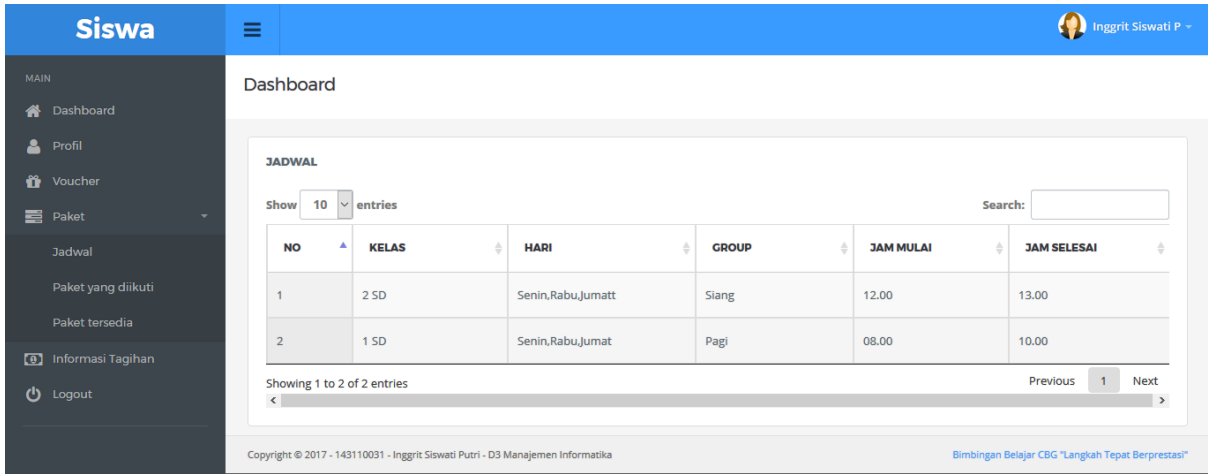 Siswa
Inggrit Siswati P
MAIN
Dashboard
Dashboard
Profil
Voucher
Paket
Jadwal
Paket yang diikuti
Paket tersedia
Informasi Tagihan
Logout
JADWAL
Show 10 entries Search:
NO KELAS HARI GROUP JAM MULAI JAM SELESAI
1 2 SD Senin,Rabu,Jumatt Siang 12.00 13.00
2 1 SD Senin,Rabu,Jumat Pagi 08.00 10.00
Showing 1 to 2 of 2 entries Previous 1 Next
Copyright © 2017 - 143110031 - Inggrit Siswati Putri - D3 Manajemen Informatika Bimbingan Belajar CBG "Langkah Tepat Berprestasi"